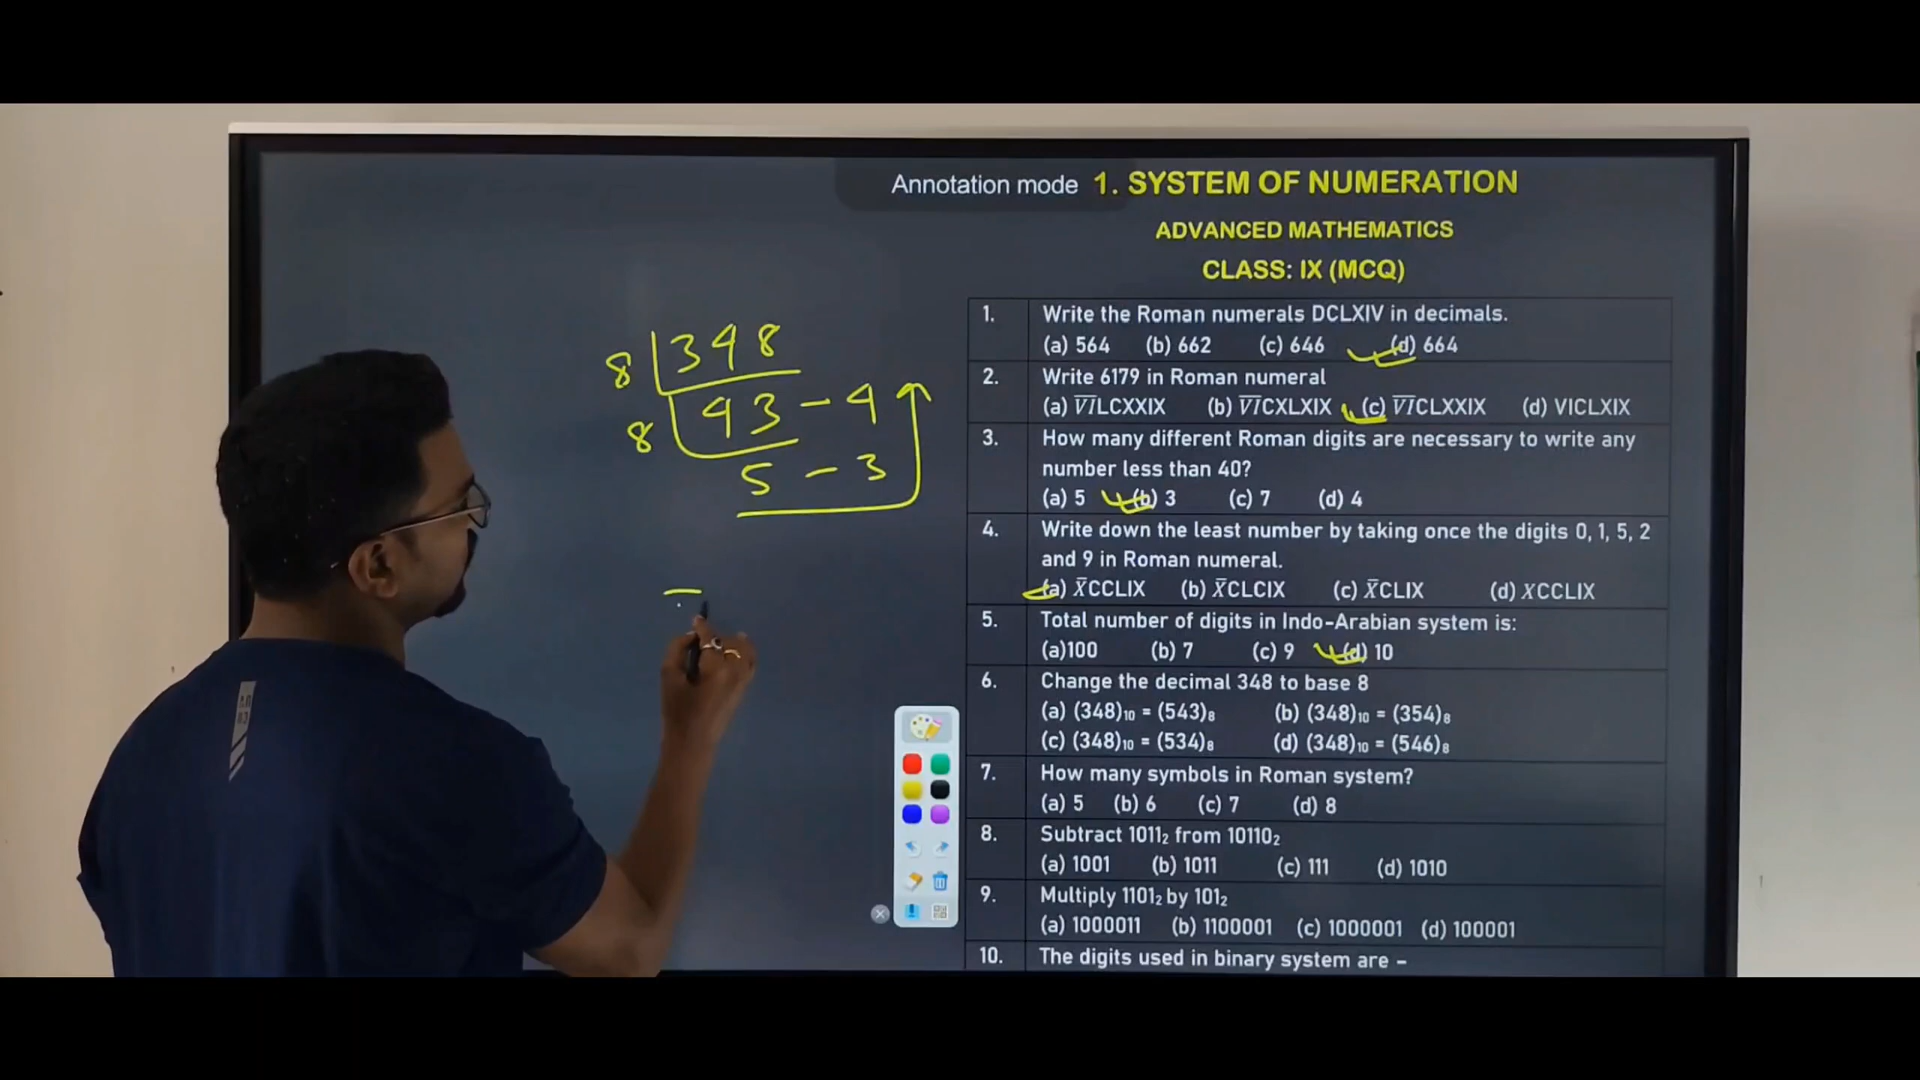 Annotation mode 1. SYSTEM OF NUMERATION
ADVANCED MATHEMATICS
CLASS: IX (MCQ)
8 348
8 43 - 4
5 - 3
1. Write the Roman numerals DCLXIV in decimals.
(a) 564 (b) 662 (c) 646 (d) 664
2. Write 6179 in Roman numeral
(a) V̅I̅LCXXIX (b) V̅I̅CXLXIX (c) V̅I̅CLXXIX (d) VICLXIX
3. How many different Roman digits are necessary to write any
number less than 40?
(a) 5 (b) 3 (c) 7 (d) 4
4. Write down the least number by taking once the digits 0, 1, 5, 2
and 9 in Roman numeral.
(a) X̅CCLIX (b) X̅CLCIX (c) X̅CLIX (d) XCCLIX
5. Total number of digits in Indo-Arabian system is:
(a)100 (b) 7 (c) 9 (d) 10
6. Change the decimal 348 to base 8
(a) (348)₁₀ = (543)₈ (b) (348)₁₀ = (354)₈
(c) (348)₁₀ = (534)₈ (d) (348)₁₀ = (546)₈
7. How many symbols in Roman system?
(a) 5 (b) 6 (c) 7 (d) 8
8. Subtract 1011₂ from 10110₂
(a) 1001 (b) 1011 (c) 111 (d) 1010
9. Multiply 1101₂ by 101₂
(a) 1000011 (b) 1100001 (c) 1000001 (d) 100001
10. The digits used in binary system are –